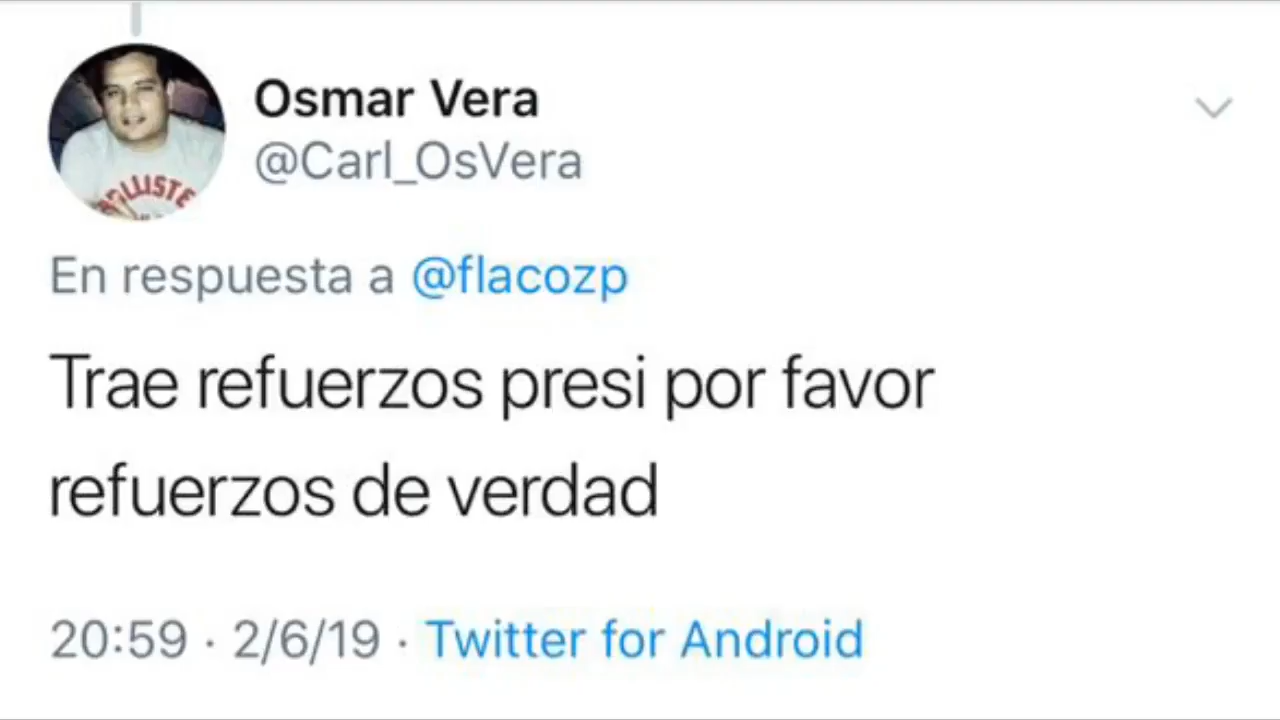 Osmar Vera
@Carl_OsVera
En respuesta a @flacozp
Trae refuerzos presi por favor
refuerzos de verdad
20:59 · 2/6/19 · Twitter for Android